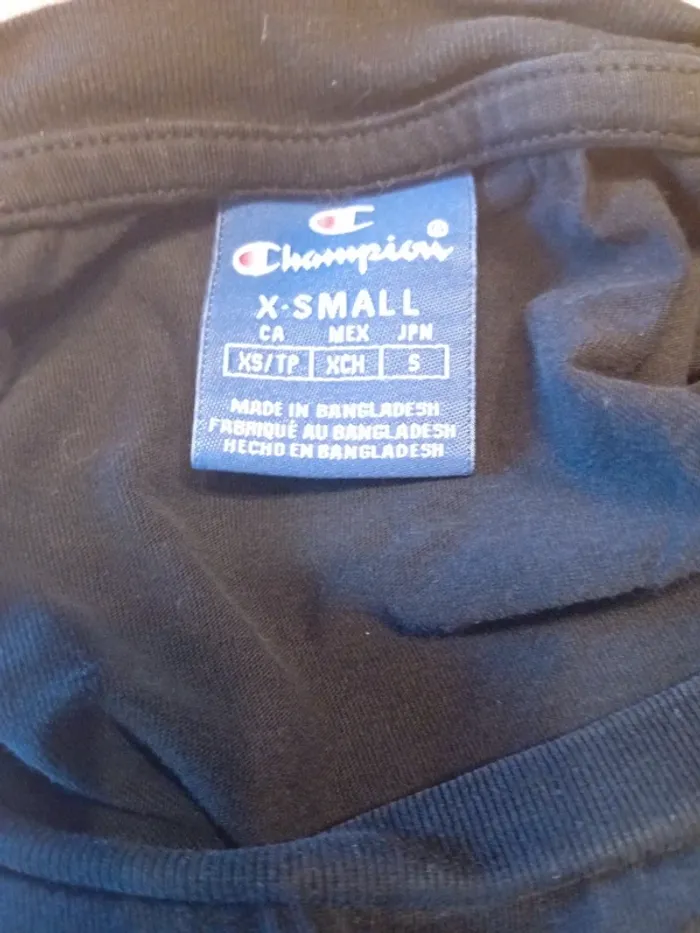 Champion®
X-SMALL
CA MEX JPN
XS/TP XCH S
MADE IN BANGLADESH
FABRIQUÉ AU BANGLADESH
HECHO EN BANGLADESH